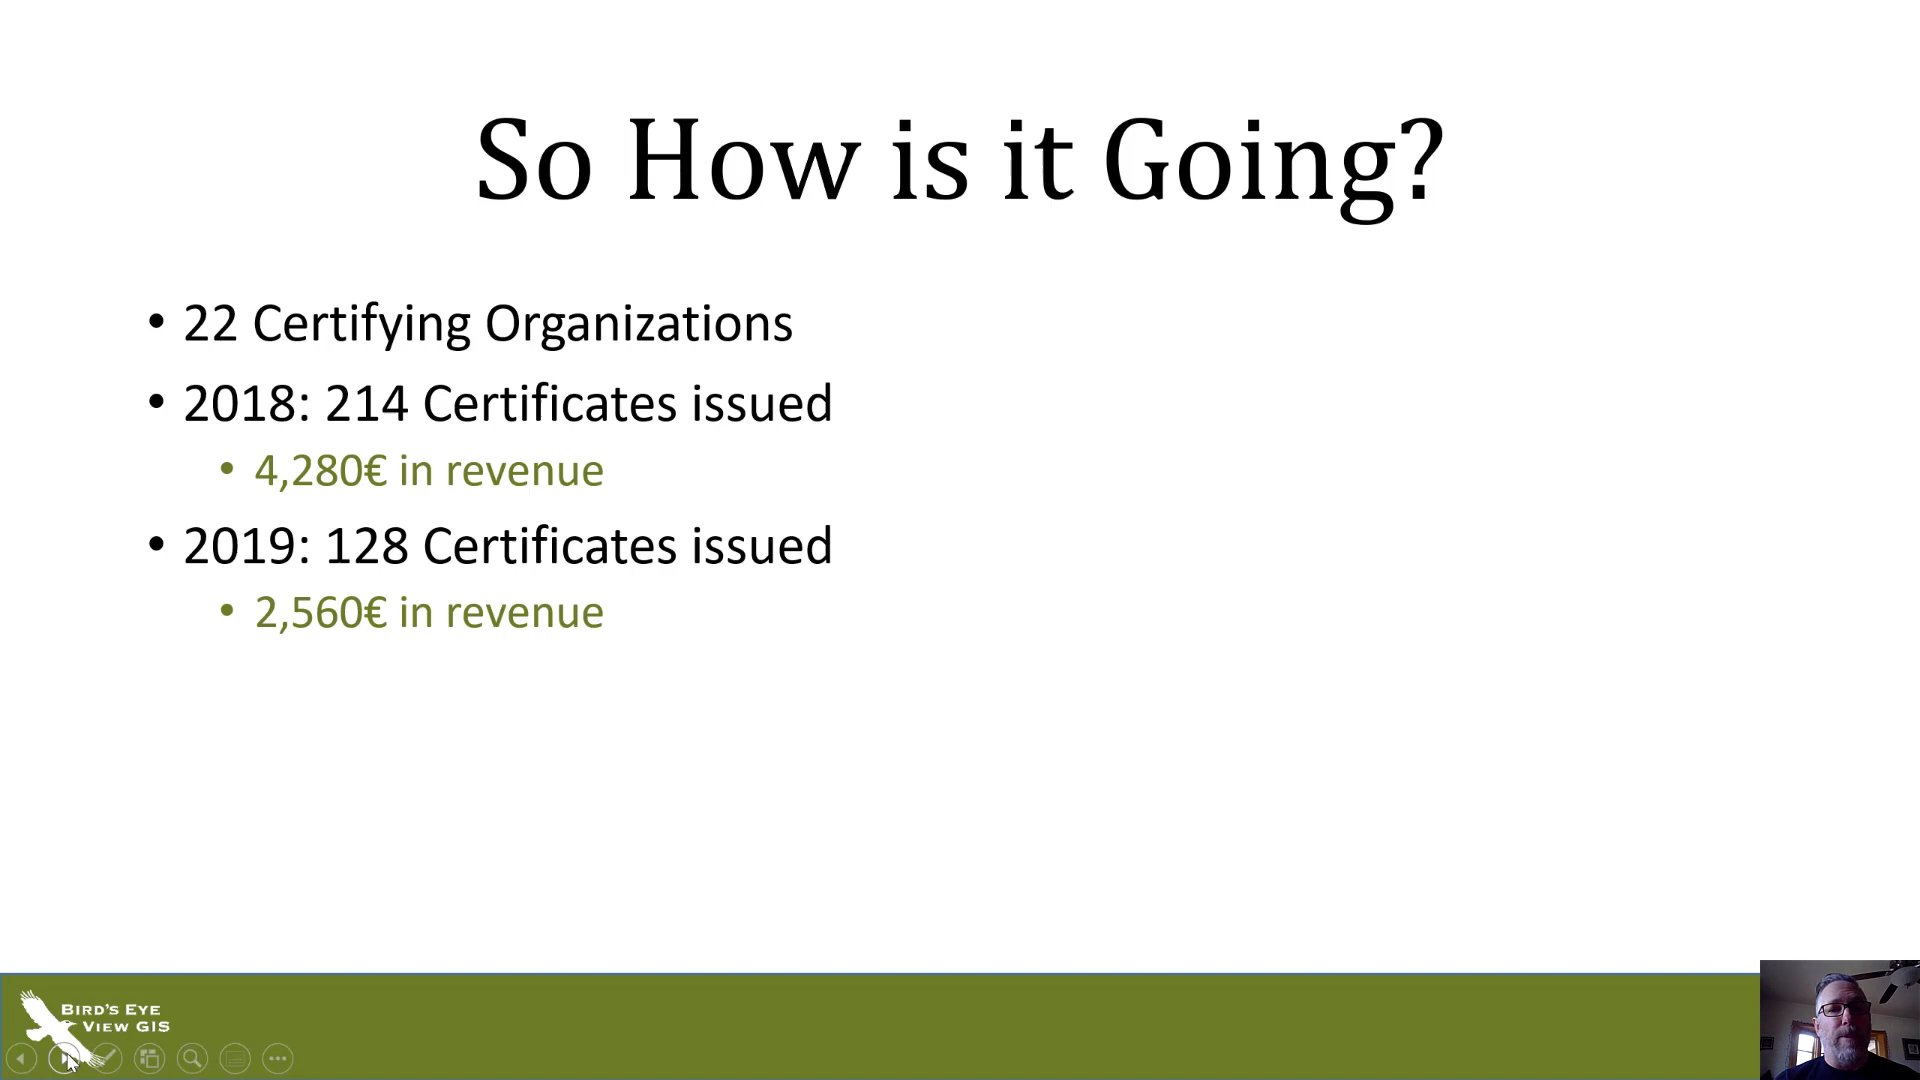 So How is it Going?
• 22 Certifying Organizations
• 2018: 214 Certificates issued
• 4,280€ in revenue
• 2019: 128 Certificates issued
• 2,560€ in revenue
BIRD'S EYE
VIEW GIS